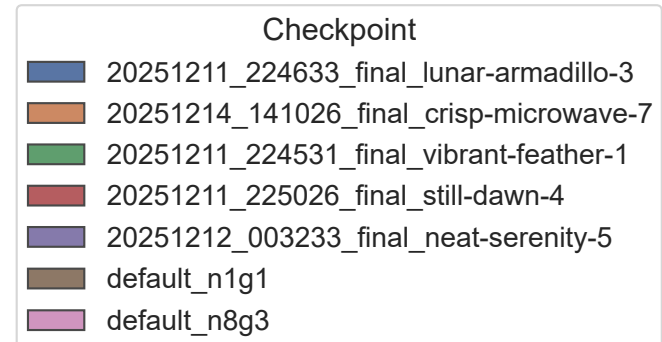 Checkpoint
20251211_224633_final_lunar-armadillo-3
20251214_141026_final_crisp-microwave-7
20251211_224531_final_vibrant-feather-1
20251211_225026_final_still-dawn-4
20251212_003233_final_neat-serenity-5
default_n1g1
default_n8g3